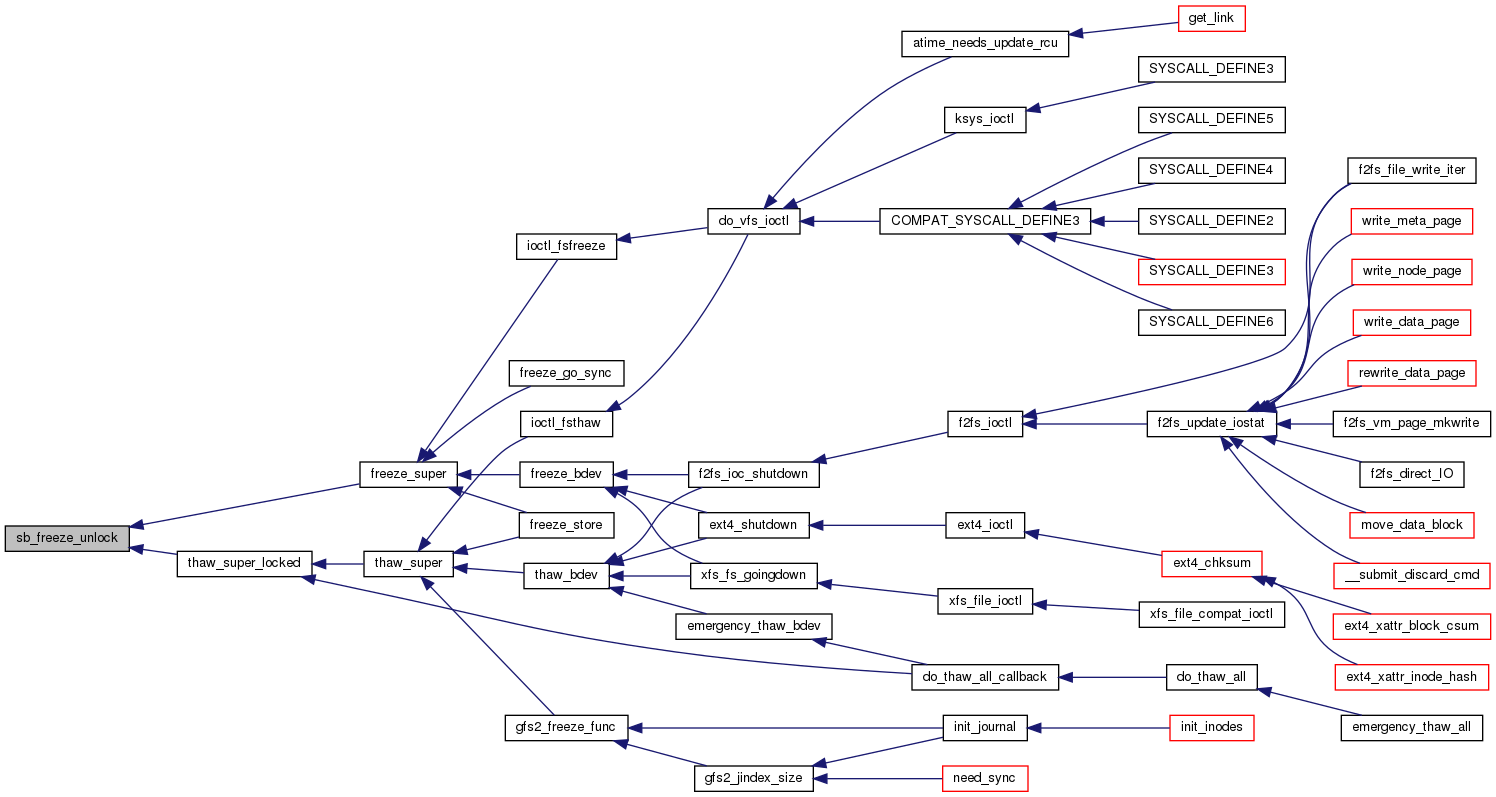 get_link
atime_needs_update_rcu
SYSCALL_DEFINE3
ksys_ioctl
SYSCALL_DEFINE5
SYSCALL_DEFINE4
f2fs_file_write_iter
do_vfs_ioctl
COMPAT_SYSCALL_DEFINE3
SYSCALL_DEFINE2
write_meta_page
ioctl_fsfreeze
SYSCALL_DEFINE3
write_node_page
SYSCALL_DEFINE6
write_data_page
freeze_go_sync
rewrite_data_page
ioctl_fsthaw
f2fs_ioctl
f2fs_update_iostat
f2fs_vm_page_mkwrite
freeze_super
freeze_bdev
f2fs_ioc_shutdown
f2fs_direct_IO
freeze_store
ext4_shutdown
ext4_ioctl
move_data_block
sb_freeze_unlock
thaw_super_locked
thaw_super
thaw_bdev
xfs_fs_goingdown
ext4_chksum
__submit_discard_cmd
xfs_file_ioctl
xfs_file_compat_ioctl
emergency_thaw_bdev
ext4_xattr_block_csum
do_thaw_all_callback
do_thaw_all
ext4_xattr_inode_hash
gfs2_freeze_func
init_journal
init_inodes
emergency_thaw_all
gfs2_jindex_size
need_sync